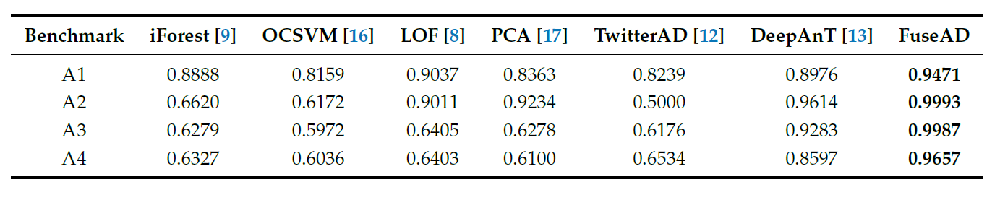 Benchmark iForest [9] OCSVM [16] LOF [8] PCA [17] TwitterAD [12] DeepAnT [13] FuseAD
A1 0.8888 0.8159 0.9037 0.8363 0.8239 0.8976 0.9471
A2 0.6620 0.6172 0.9011 0.9234 0.5000 0.9614 0.9993
A3 0.6279 0.5972 0.6405 0.6278 0.6176 0.9283 0.9987
A4 0.6327 0.6036 0.6403 0.6100 0.6534 0.8597 0.9657